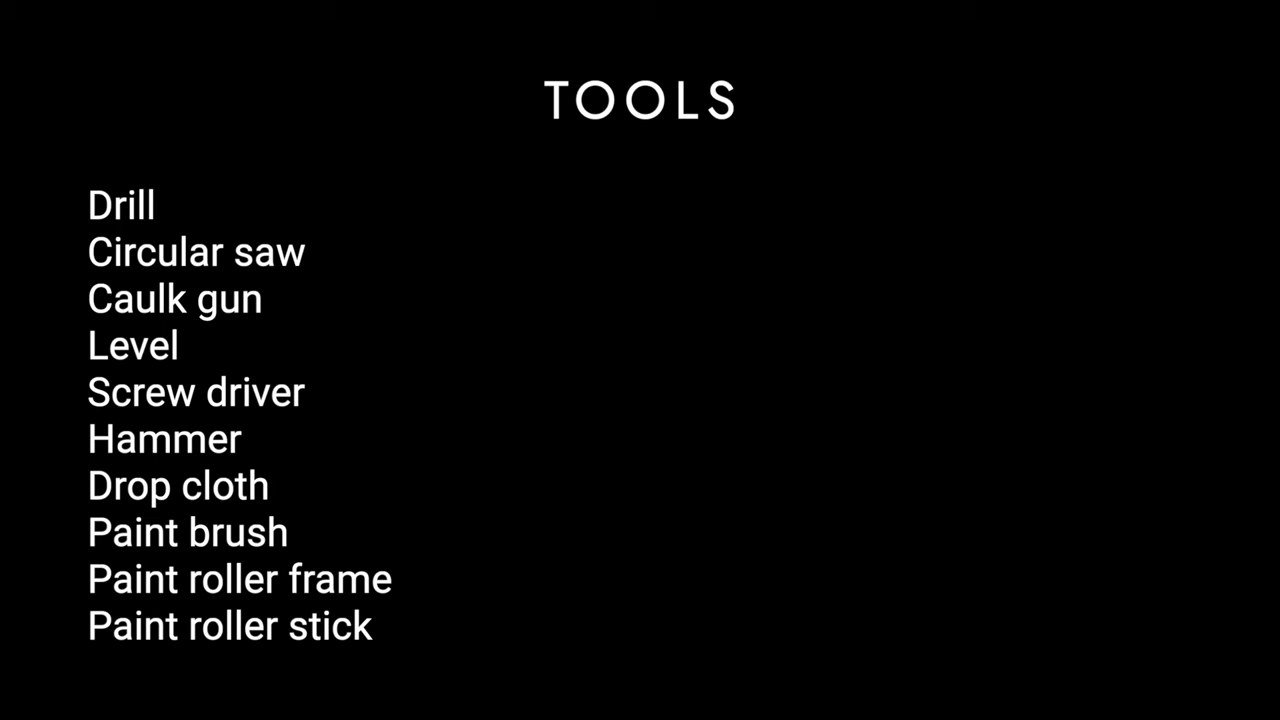 TOOLS
Drill
Circular saw
Caulk gun
Level
Screw driver
Hammer
Drop cloth
Paint brush
Paint roller frame
Paint roller stick